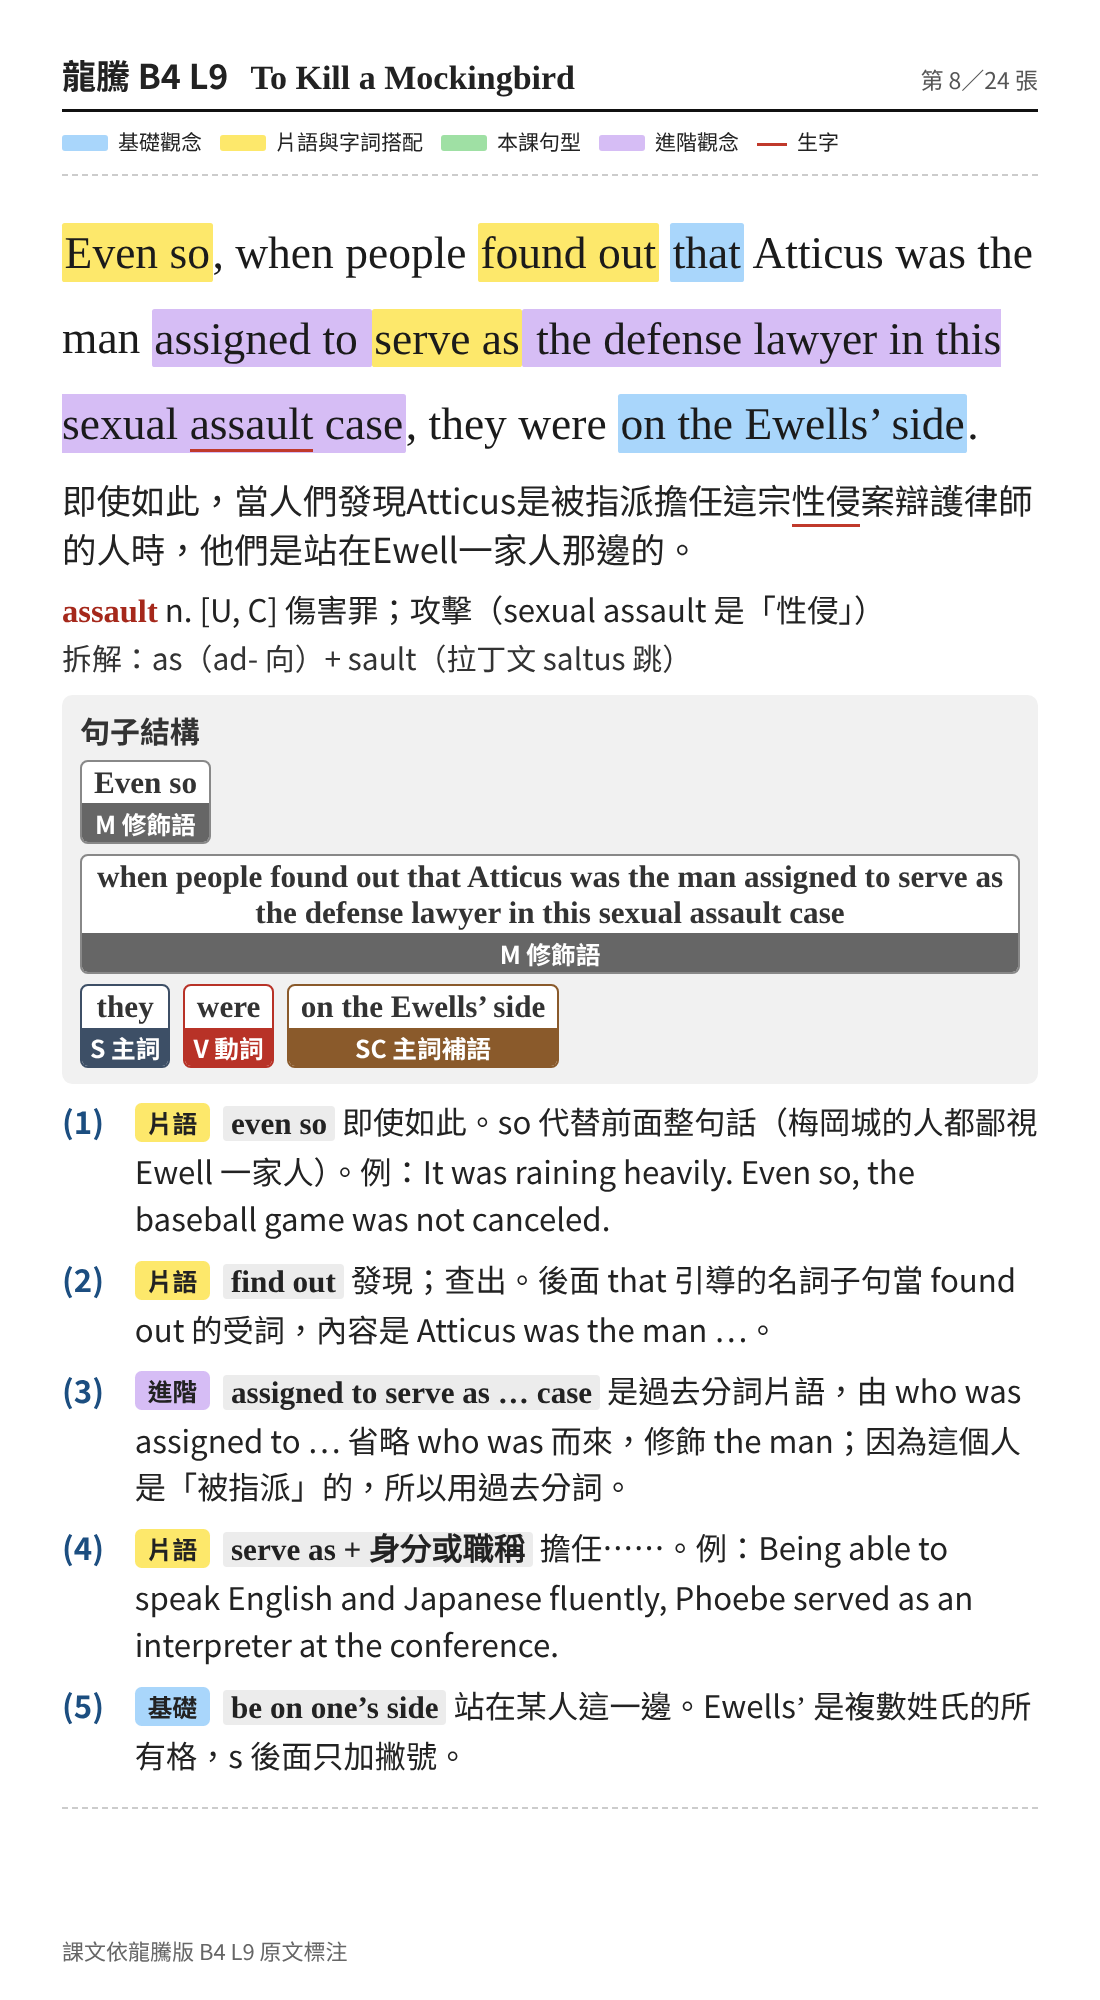 龍騰 B4 L9 To Kill a Mockingbird 第 8／24 張
基礎觀念 片語與字詞搭配 本課句型 進階觀念 生字
Even so, when people found out that Atticus was the
man assigned to serve as the defense lawyer in this
sexual assault case, they were on the Ewells’ side.
即使如此，當人們發現Atticus是被指派擔任這宗性侵案辯護律師
的人時，他們是站在Ewell一家人那邊的。
assault n. [U, C] 傷害罪；攻擊（sexual assault 是「性侵」）
拆解：as（ad- 向）+ sault（拉丁文 saltus 跳）
句子結構
Even so
M 修飾語
when people found out that Atticus was the man assigned to serve as
the defense lawyer in this sexual assault case
M 修飾語
they were on the Ewells’ side
S 主詞 V 動詞 SC 主詞補語
(1) 片語 even so 即使如此。so 代替前面整句話（梅岡城的人都鄙視
Ewell 一家人）。例：It was raining heavily. Even so, the
baseball game was not canceled.
(2) 片語 find out 發現；查出。後面 that 引導的名詞子句當 found
out 的受詞，內容是 Atticus was the man …。
(3) 進階 assigned to serve as … case 是過去分詞片語，由 who was
assigned to … 省略 who was 而來，修飾 the man；因為這個人
是「被指派」的，所以用過去分詞。
(4) 片語 serve as + 身分或職稱 擔任……。例：Being able to
speak English and Japanese fluently, Phoebe served as an
interpreter at the conference.
(5) 基礎 be on one’s side 站在某人這一邊。Ewells’ 是複數姓氏的所
有格，s 後面只加撇號。
課文依龍騰版 B4 L9 原文標注